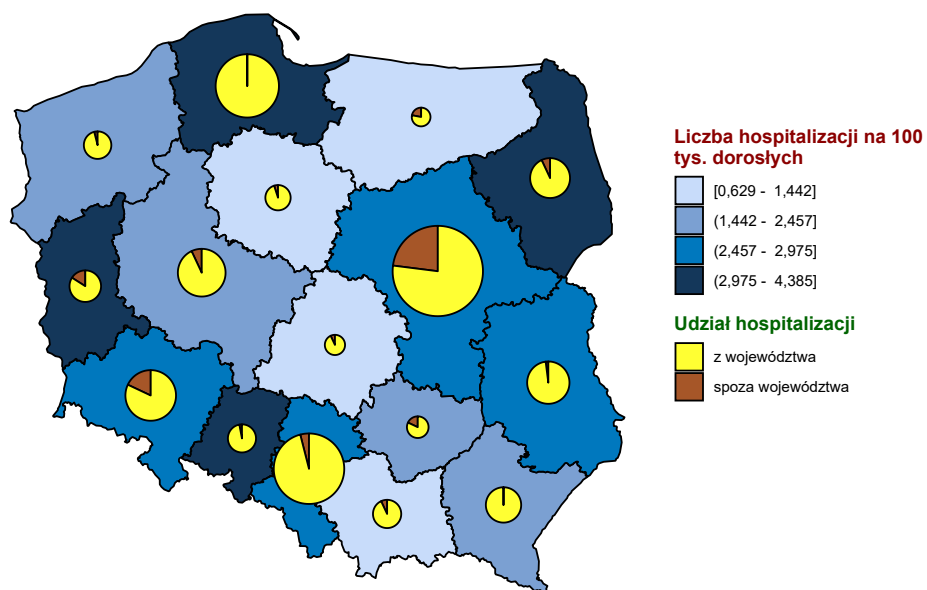 Liczba hospitalizacji na 100
tys. dorosłych
[0,629 - 1,442]
(1,442 - 2,457]
(2,457 - 2,975]
(2,975 - 4,385]
Udział hospitalizacji
z województwa
spoza województwa